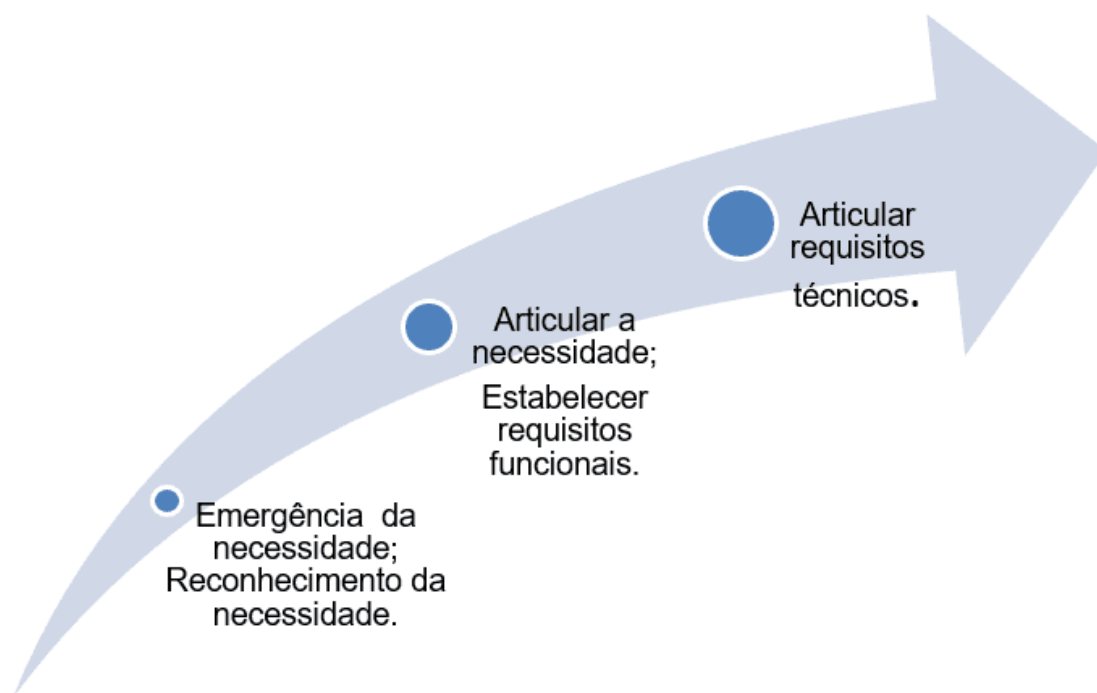 Articular
requisitos
técnicos.
Articular a
necessidade;
Estabelecer
requisitos
funcionais.
Emergência da
necessidade;
Reconhecimento da
necessidade.